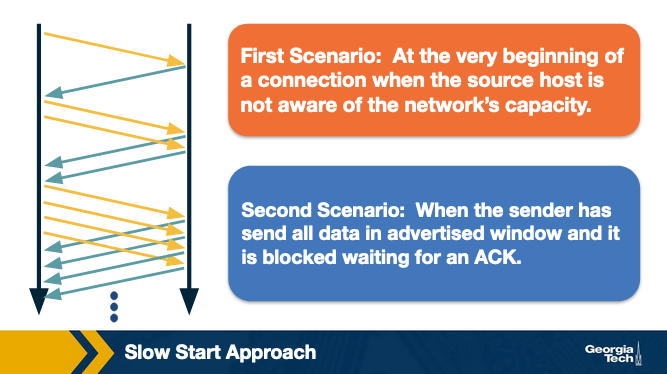 First Scenario:  At the very beginning of
a connection when the source host is
not aware of the network’s capacity.
Second Scenario:  When the sender has
send all data in advertised window and it
is blocked waiting for an ACK.
Slow Start Approach
Georgia
Tech